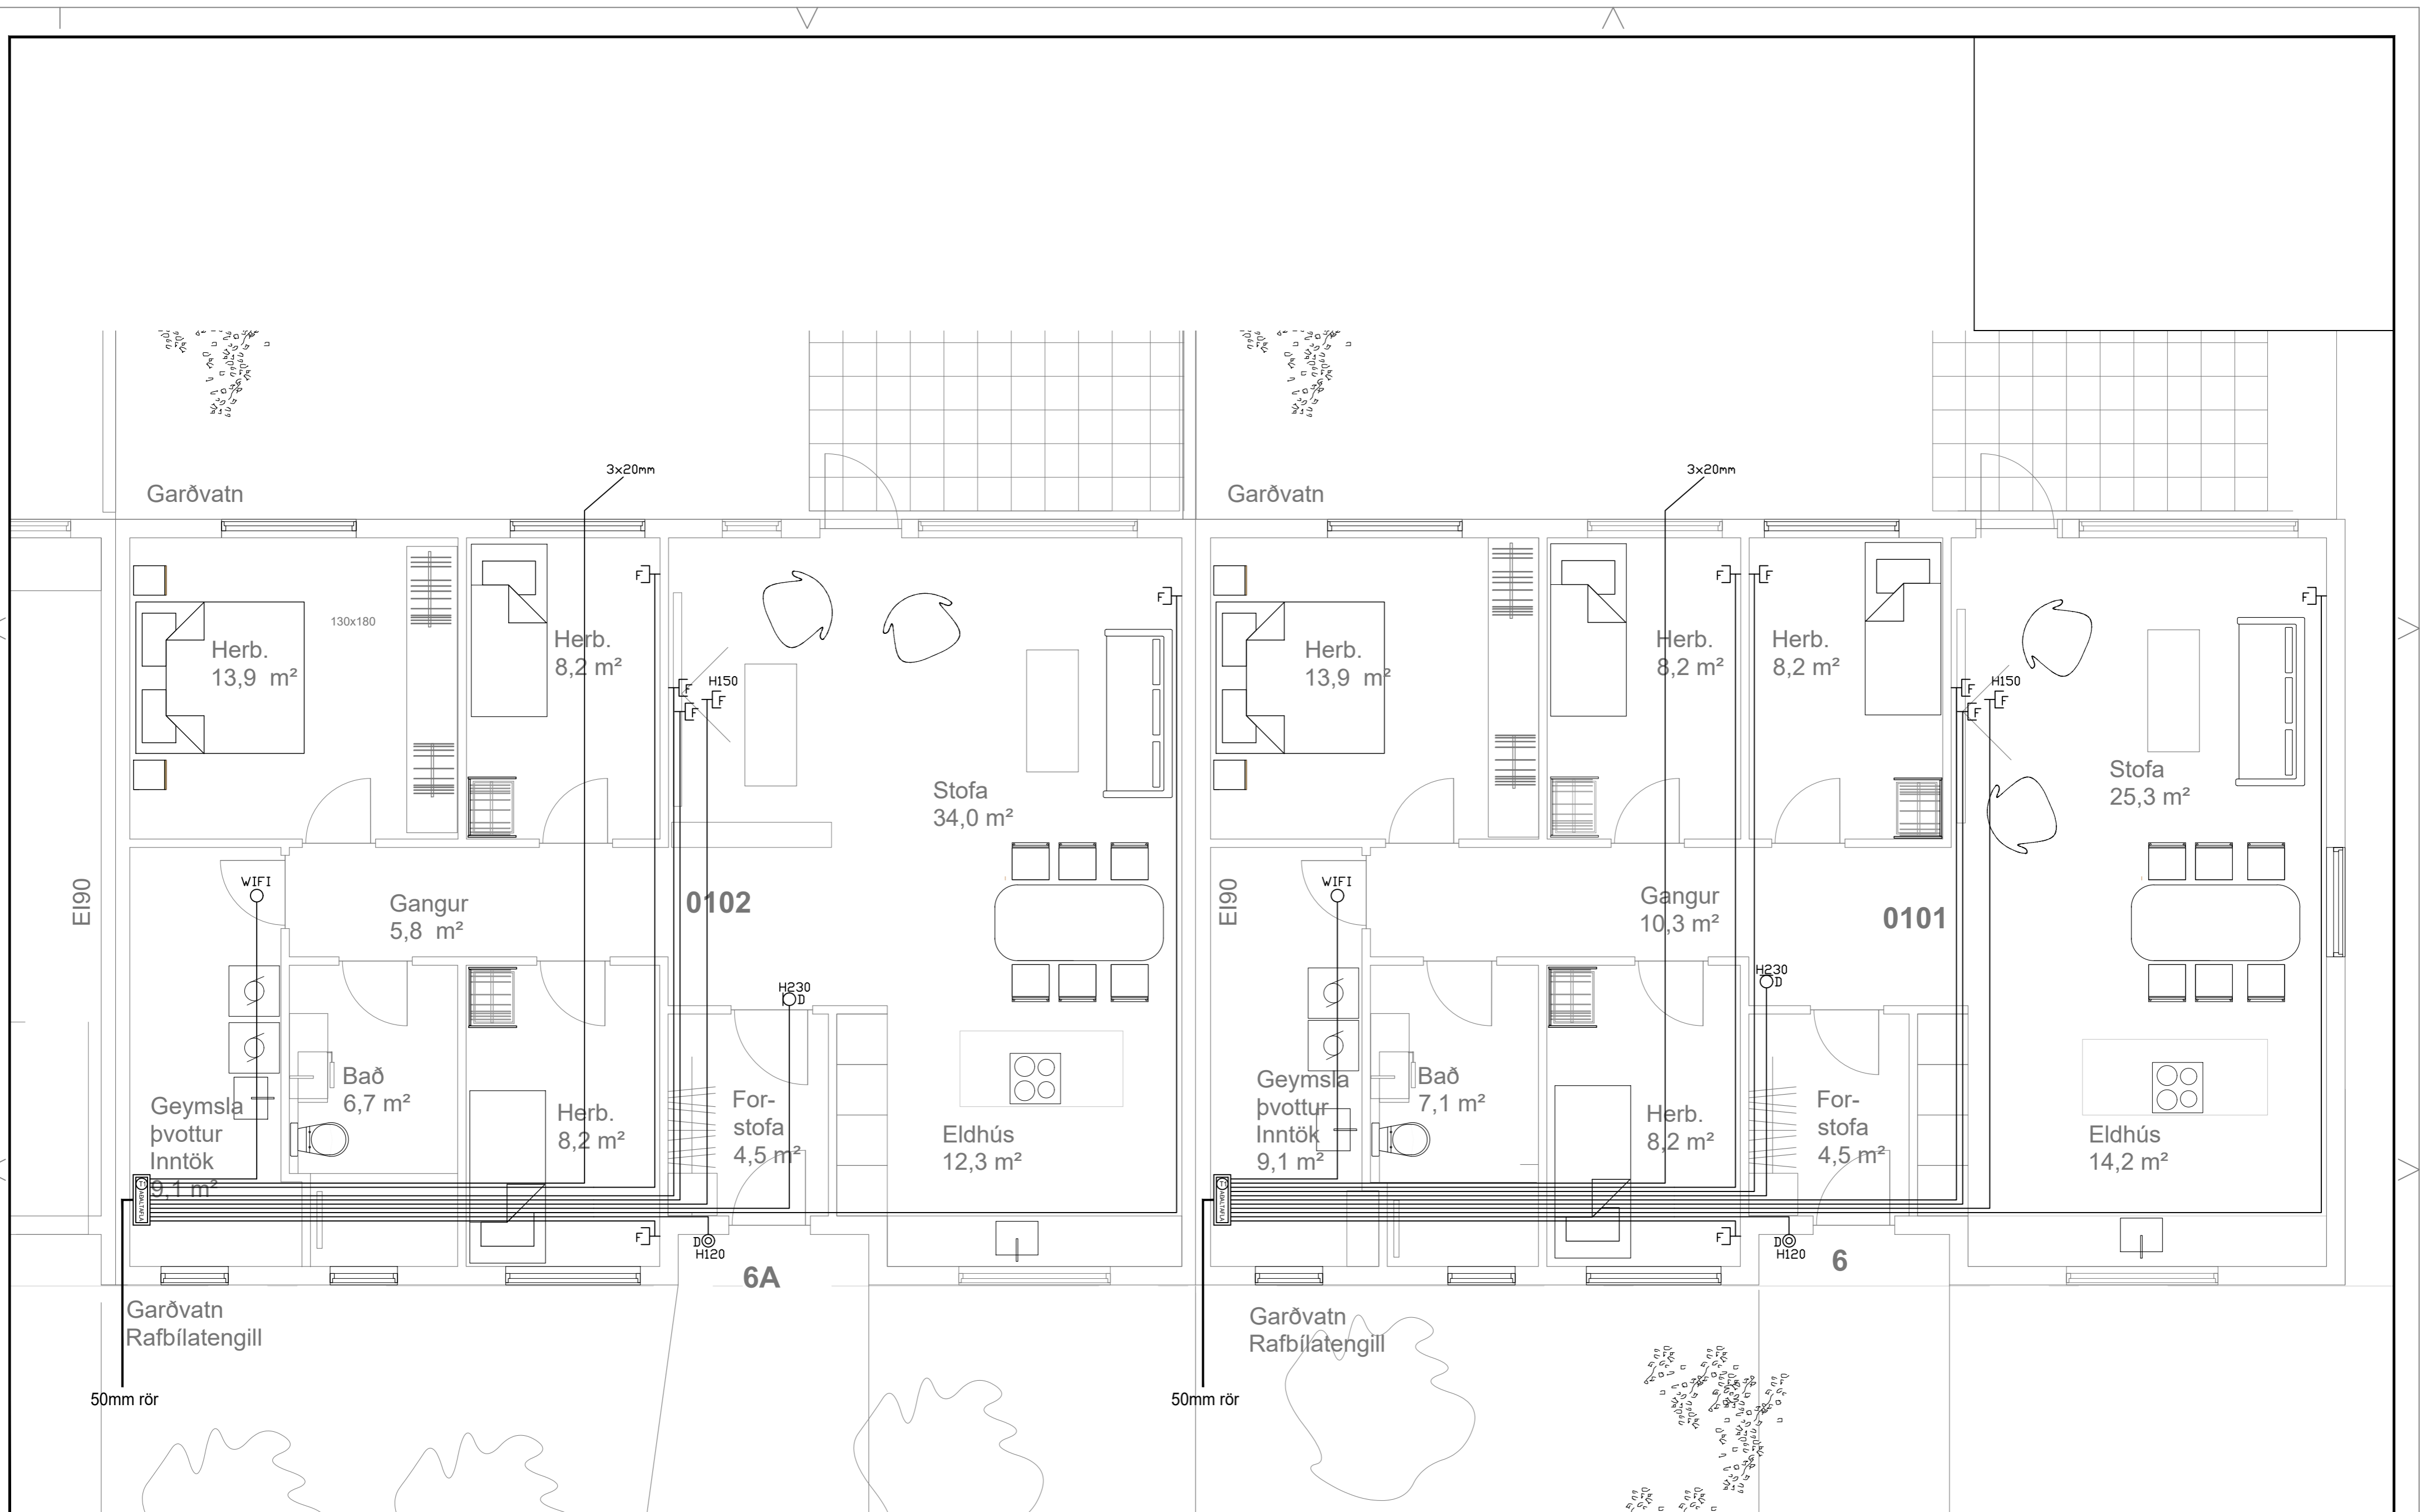 3x20mm
3x20mm
Garðvatn
Garðvatn
F
F
F
F
F
130x180
Herb.
13,9 m²
Herb.
8,2 m²
Herb.
13,9 m²
Herb.
8,2 m²
Herb.
8,2 m²
H150
F
F
F
H150
F
F
F
Stofa
34,0 m²
Stofa
25,3 m²
EI90
WIFI
Gangur
5,8 m²
0102
EI90
WIFI
Gangur
10,3 m²
0101
H230
D
H230
D
Bað
6,7 m²
Geymsla
þvottur
Inntök
9,1 m²
Herb.
8,2 m²
For-
stofa
4,5 m²
Eldhús
12,3 m²
Geymsla
þvottur
Inntök
9,1 m²
Bað
7,1 m²
Herb.
8,2 m²
For-
stofa
4,5 m²
Eldhús
14,2 m²
T1
AÐALTAFLA
T1
AÐALTAFLA
F
D
H120
6A
F
D
H120
6
Garðvatn
Rafbílatengill
Garðvatn
Rafbílatengill
50mm rör
50mm rör